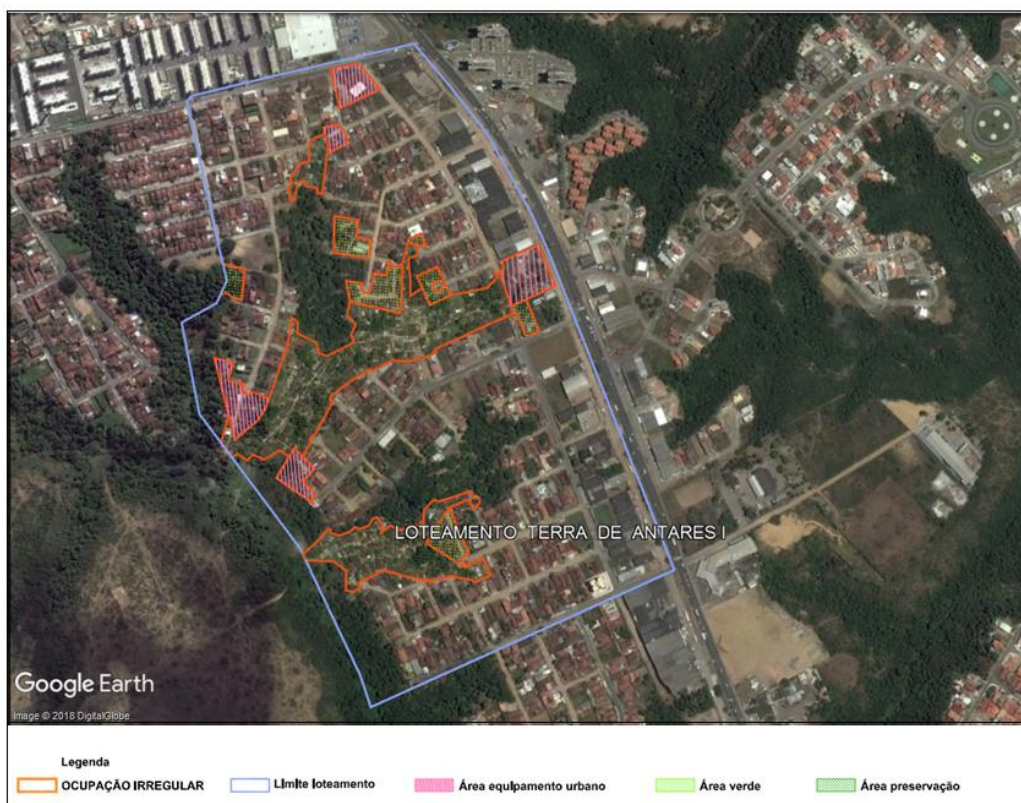 LOTEAMENTO TERRA DE ANTARES I
Google Earth
Image © 2018 DigitalGlobe
Legenda
OCUPAÇÃO IRREGULAR
Limite loteamento
Área equipamento urbano
Área verde
Área preservação